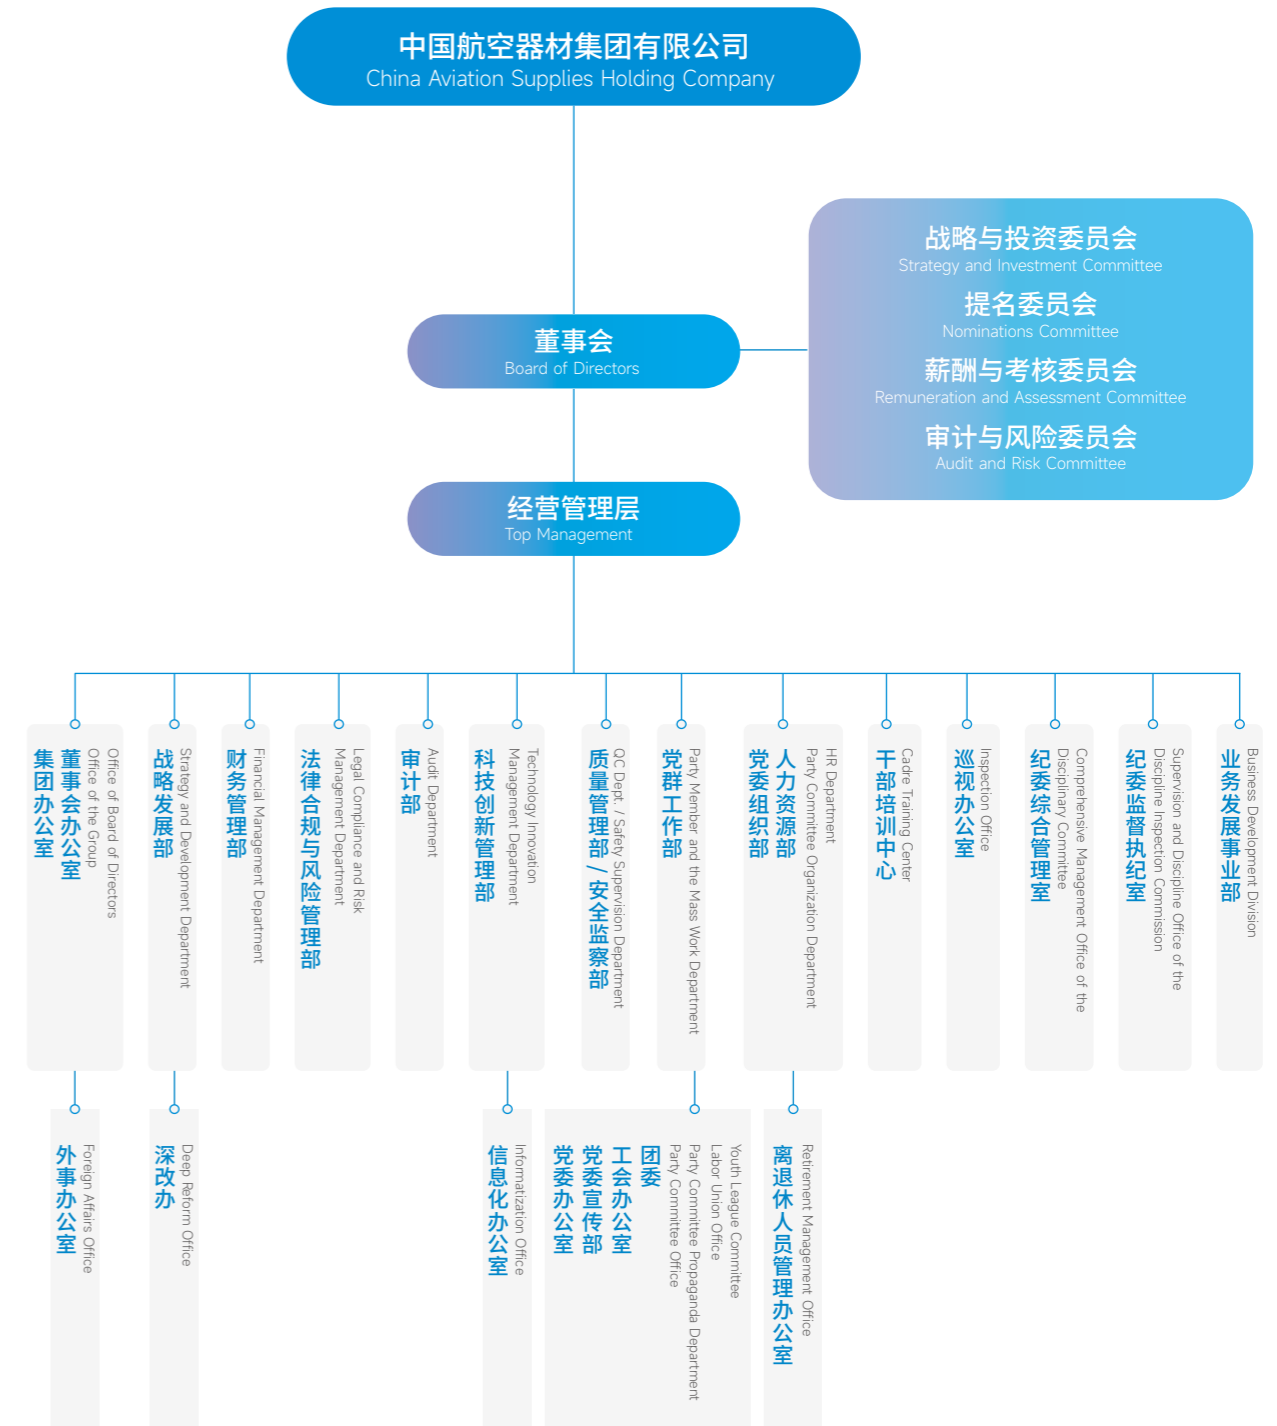 中国航空器材集团有限公司
China Aviation Supplies Holding Company
战略与投资委员会
Strategy and Investment Committee
提名委员会
Nominations Committee
薪酬与考核委员会
Remuneration and Assessment Committee
审计与风险委员会
Audit and Risk Committee
董事会
Board of Directors
经营管理层
Top Management
集团办公室
董事会办公室
Office of Board of Directors
Office of the Group
战略发展部
Strategy and Development Department
财务管理部
Financial Management Department
法律合规与风险管理部
Legal Compliance and Risk
Management Department
审计部
Audit Department
科技创新管理部
Technology Innovation
Management Department
质量管理部/安全监察部
QC Dept. / Safety Supervision Department
党群工作部
Party Member and the Mass Work Department
党委组织部
人力资源部
HR Department
Party Committee Organization Department
干部培训中心
Cadre Training Center
巡视办公室
Inspection Office
纪委综合管理室
Comprehensive Management Office of the
Disciplinary Committee
纪委监督执纪室
Supervision and Discipline Office of the
Discipline Inspection Commission
业务发展事业部
Business Development Division
外事办公室
Foreign Affairs Office
深改办
Deep Reform Office
信息化办公室
Informatization Office
党委办公室
党委宣传部
工会办公室
团委
Youth League Committee
Labor Union Office
Party Committee Propaganda Department
Party Committee Office
离退休人员管理办公室
Retirement Management Office